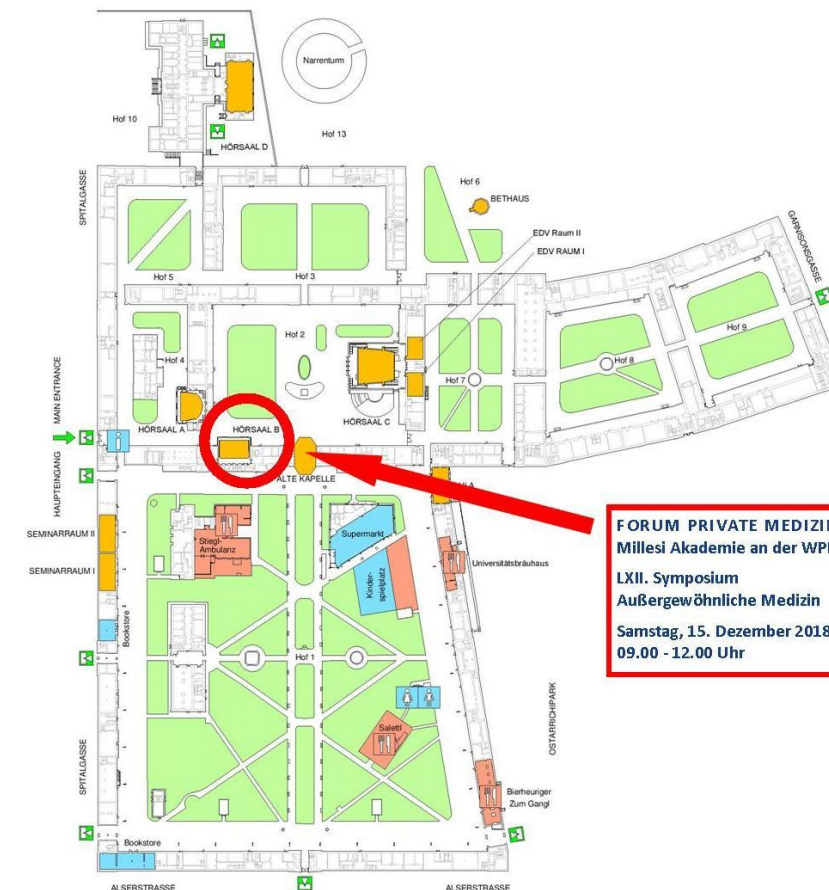 Narrenturm
Hof 10
Hof 13
HÖRSAAL D
SPITALGASSE
Hof 6
BETHAUS
EDV Raum II
EDV RAUM I
GARNISONSGASSE
Hof 5
Hof 3
Hof 2
Hof 4
Hof 9
Hof 8
Hof 7
MAIN ENTRANCE
HÖRSAAL A
HÖRSAAL B
HÖRSAAL C
HAUPTEINGANG
ALTE KAPELLE
SEMINARRAUM II
SEMINARRAUM I
Stiegl-
Ambulanz
Supermarkt
Kinder-
spielplatz
Universitätsbräuhaus
FORUM PRIVATE MEDIZIN
Millesi Akademie an der
LXII. Symposium
Außergewöhnliche Medizin
Samstag, 15. Dezember 2018
09.00 - 12.00 Uhr
Bookstore
Hof 1
Salettl
OSTARRICHIPARK
SPITALGASSE
Bierheuriger
Zum Gangl
Bookstore
ALSERSTRASSE
ALSERSTRASSE